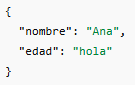 {
  "nombre": "Ana",
  "edad": "hola"
}